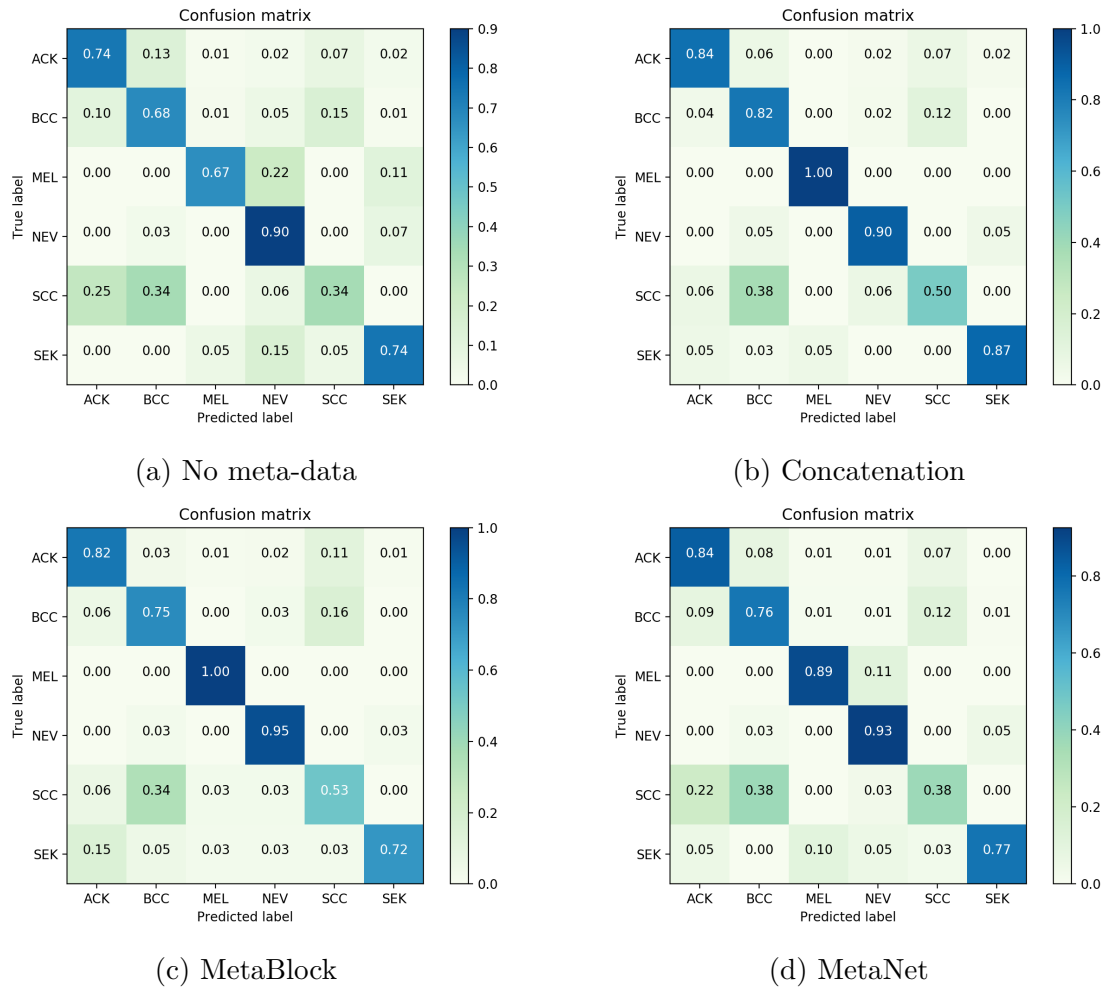 Confusion matrix
ACK 0.74 0.13 0.01 0.02 0.07 0.02
BCC 0.10 0.68 0.01 0.05 0.15 0.01
MEL 0.00 0.00 0.67 0.22 0.00 0.11
NEV 0.00 0.03 0.00 0.90 0.00 0.07
SCC 0.25 0.34 0.00 0.06 0.34 0.00
SEK 0.00 0.00 0.05 0.15 0.05 0.74
ACK BCC MEL NEV SCC SEK
Predicted label
True label
0.9
0.8
0.7
0.6
0.5
0.4
0.3
0.2
0.1
0.0
(a) No meta-data
Confusion matrix
ACK 0.84 0.06 0.00 0.02 0.07 0.02
BCC 0.04 0.82 0.00 0.02 0.12 0.00
MEL 0.00 0.00 1.00 0.00 0.00 0.00
NEV 0.00 0.05 0.00 0.90 0.00 0.05
SCC 0.06 0.38 0.00 0.06 0.50 0.00
SEK 0.05 0.03 0.05 0.00 0.00 0.87
ACK BCC MEL NEV SCC SEK
Predicted label
True label
1.0
0.8
0.6
0.4
0.2
0.0
(b) Concatenation
Confusion matrix
ACK 0.82 0.03 0.01 0.02 0.11 0.01
BCC 0.06 0.75 0.00 0.03 0.16 0.00
MEL 0.00 0.00 1.00 0.00 0.00 0.00
NEV 0.00 0.03 0.00 0.95 0.00 0.03
SCC 0.06 0.34 0.03 0.03 0.53 0.00
SEK 0.15 0.05 0.03 0.03 0.03 0.72
ACK BCC MEL NEV SCC SEK
Predicted label
True label
1.0
0.8
0.6
0.4
0.2
0.0
(c) MetaBlock
Confusion matrix
ACK 0.84 0.08 0.01 0.01 0.07 0.00
BCC 0.09 0.76 0.01 0.01 0.12 0.01
MEL 0.00 0.00 0.89 0.11 0.00 0.00
NEV 0.00 0.03 0.00 0.93 0.00 0.05
SCC 0.22 0.38 0.00 0.03 0.38 0.00
SEK 0.05 0.00 0.10 0.05 0.03 0.77
ACK BCC MEL NEV SCC SEK
Predicted label
True label
0.8
0.6
0.4
0.2
0.0
(d) MetaNet